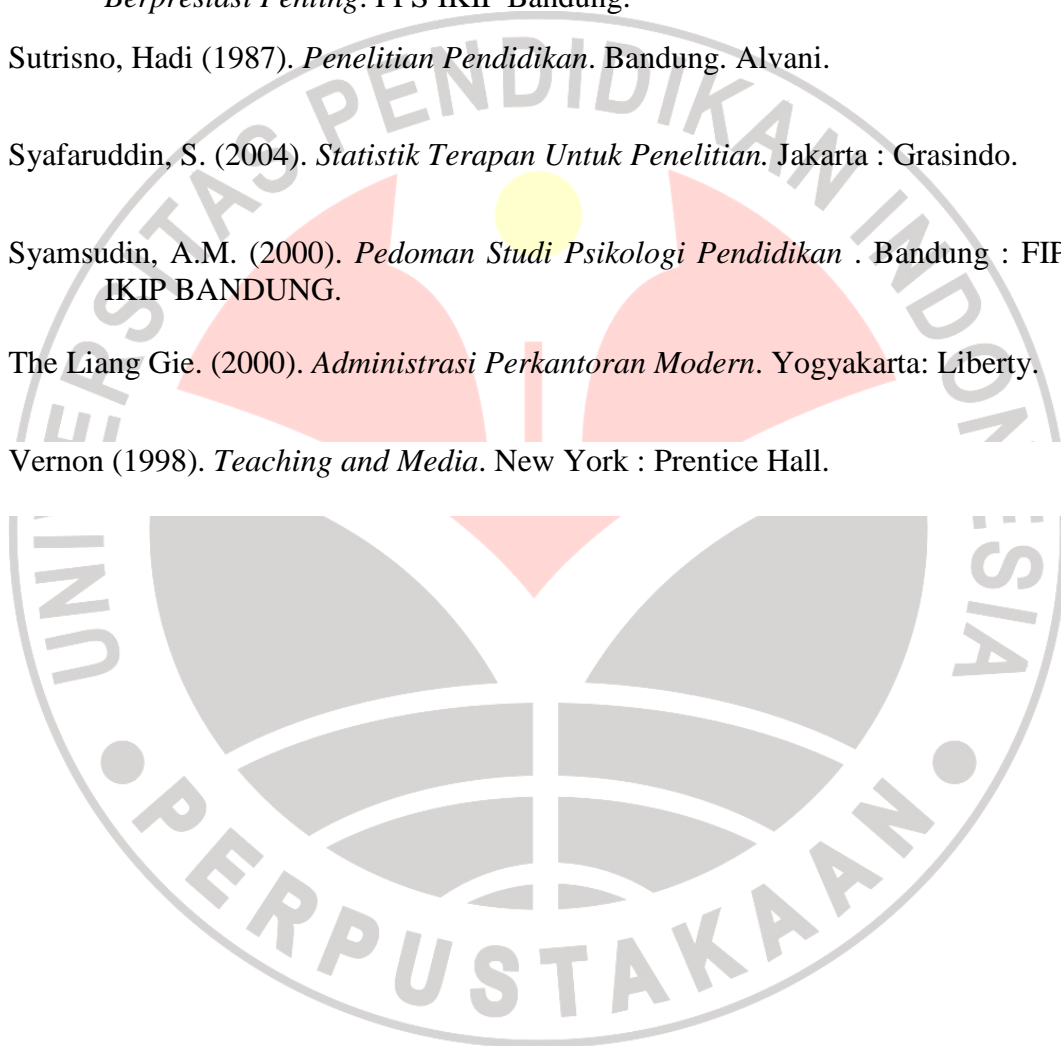 Sutrisno, Hadi (1987). Penelitian Pendidikan. Bandung. Alvani.
Syafaruddin, S. (2004). Statistik Terapan Untuk Penelitian. Jakarta : Grasindo.
Syamsudin, A.M. (2000). Pedoman Studi Psikologi Pendidikan . Bandung : FIP
IKIP BANDUNG.
The Liang Gie. (2000). Administrasi Perkantoran Modern. Yogyakarta: Liberty.
Vernon (1998). Teaching and Media. New York : Prentice Hall.
UNIVERSITAS PENDIDIKAN INDONESIA
PERPUSTAKAAN